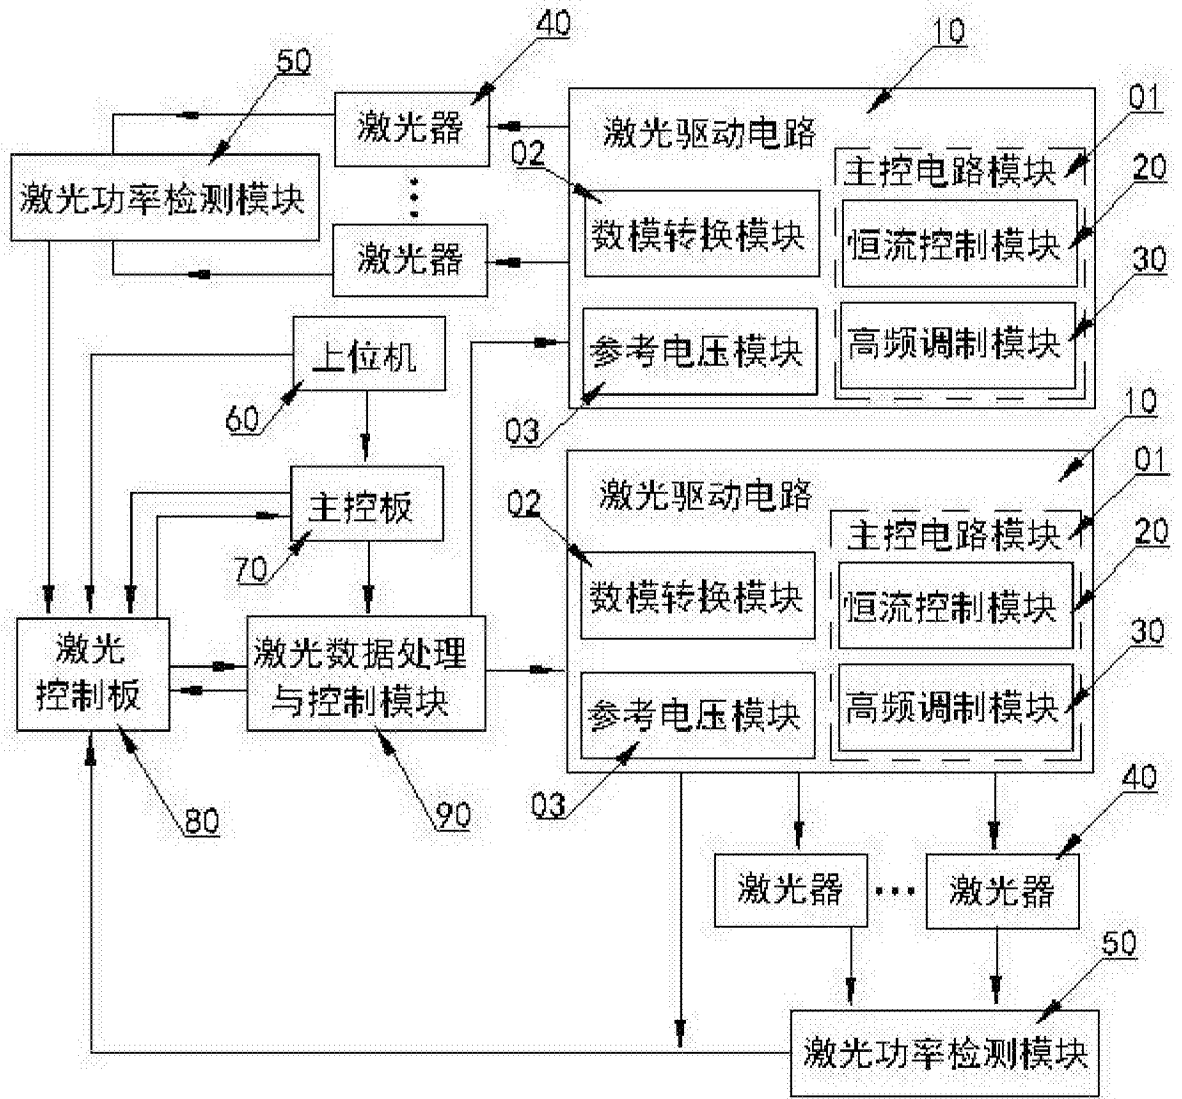 40
10
50
01
激光器
激光驱动电路
02
主控电路模块
20
激光功率检测模块
数模转换模块
恒流控制模块
激光器
30
参考电压模块
高频调制模块
上位机
60
03
10
01
激光驱动电路
02
主控电路模块
20
主控板
70
数模转换模块
恒流控制模块
30
激光
控制板
激光数据处理
与控制模块
参考电压模块
高频调制模块
80
90
03
40
激光器
激光器
50
激光功率检测模块